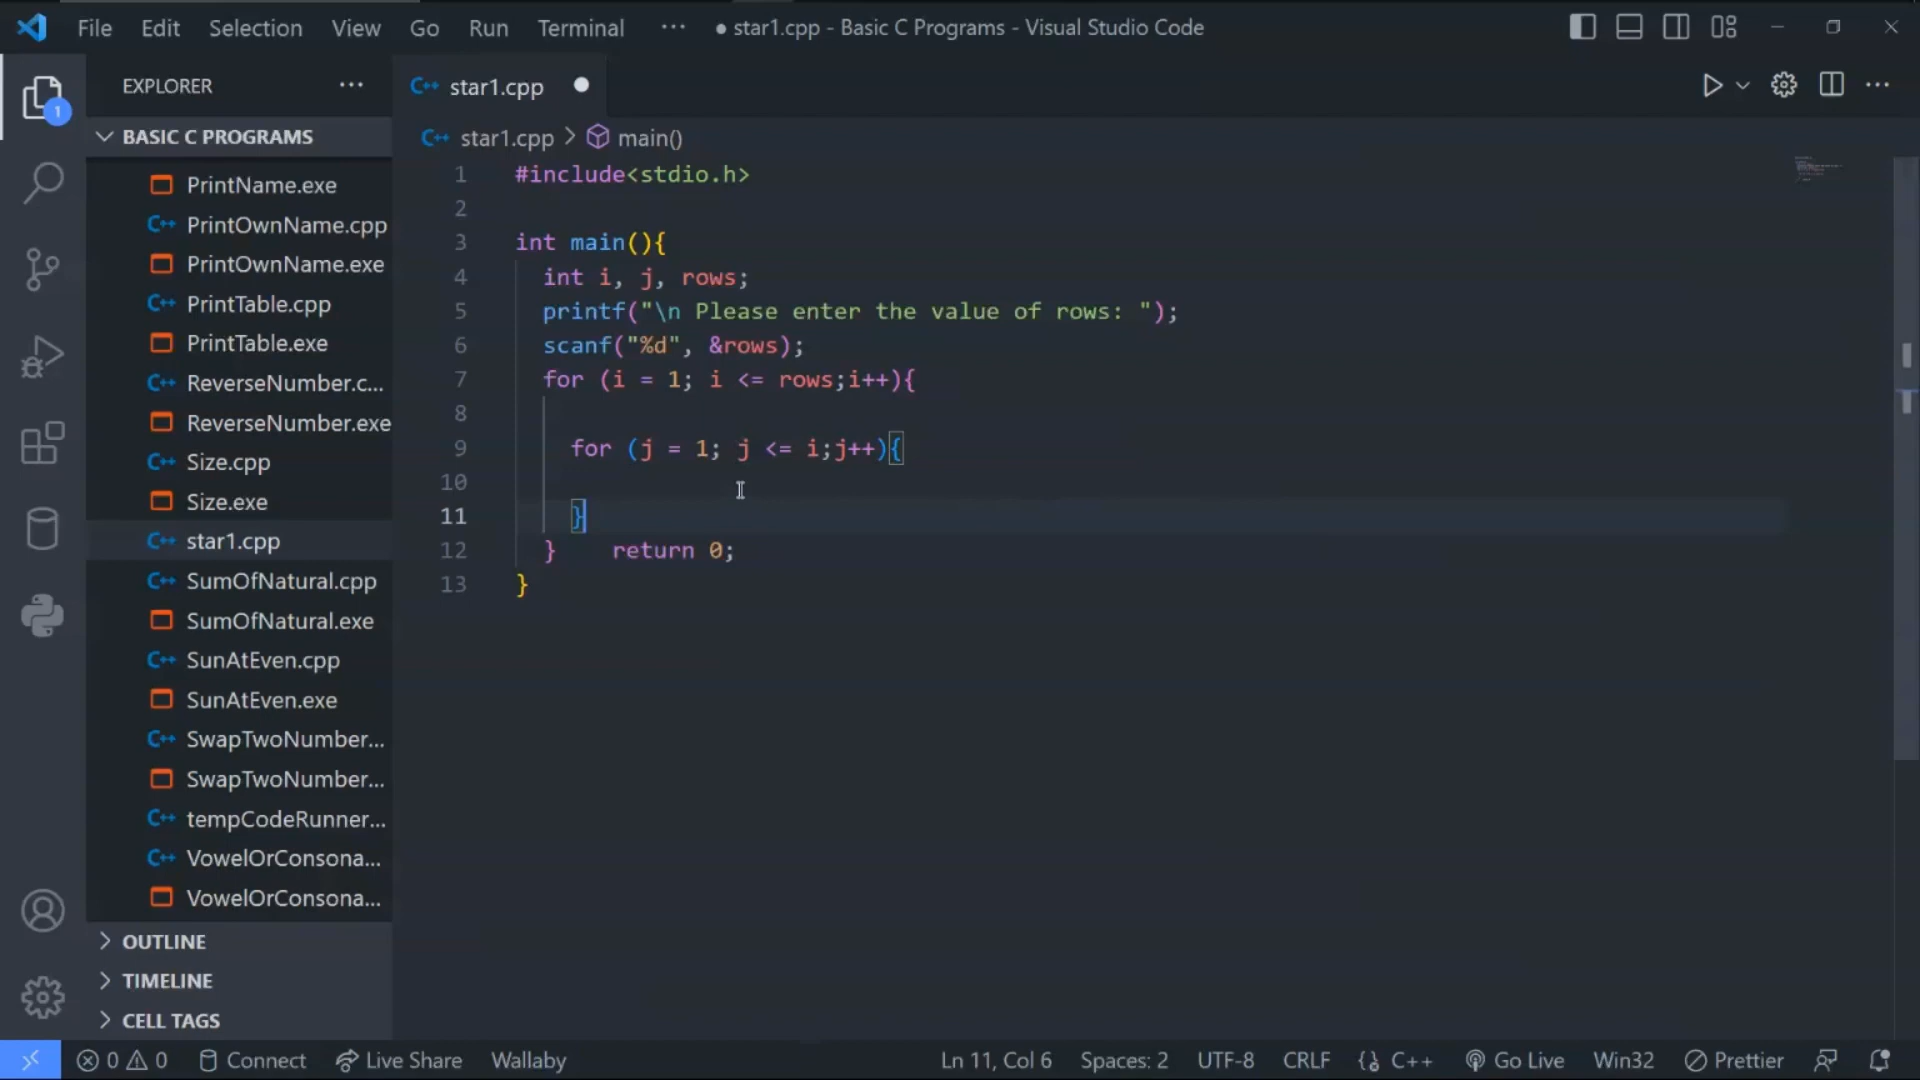 File Edit Selection View Go Run Terminal ··· ● star1.cpp - Basic C Programs - Visual Studio Code
EXPLORER ···
C++ star1.cpp ●
BASIC C PROGRAMS
C++ star1.cpp > main()
PrintName.exe
C++ PrintOwnName.cpp
PrintOwnName.exe
C++ PrintTable.cpp
PrintTable.exe
C++ ReverseNumber.c...
ReverseNumber.exe
C++ Size.cpp
Size.exe
C++ star1.cpp
C++ SumOfNatural.cpp
SumOfNatural.exe
C++ SunAtEven.cpp
SunAtEven.exe
C++ SwapTwoNumber...
SwapTwoNumber...
C++ tempCodeRunner...
C++ VowelOrConsona...
VowelOrConsona...
OUTLINE
TIMELINE
CELL TAGS
1 #include<stdio.h>
2
3 int main(){
4 int i, j, rows;
5 printf("\n Please enter the value of rows: ");
6 scanf("%d", &rows);
7 for (i = 1; i <= rows;i++){
8
9 for (j = 1; j <= i;j++){
10
11 }
12 } return 0;
13 }
1
0 0 Connect Live Share Wallaby Ln 11, Col 6 Spaces: 2 UTF-8 CRLF C++ Go Live Win32 Prettier